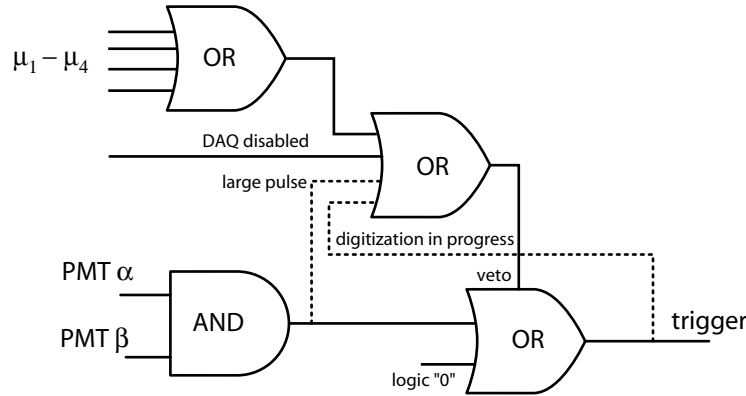 OR
μ1 – μ4
DAQ disabled
OR
large pulse
digitization in progress
veto
PMT α
AND
trigger
PMT β
OR
logic "0"